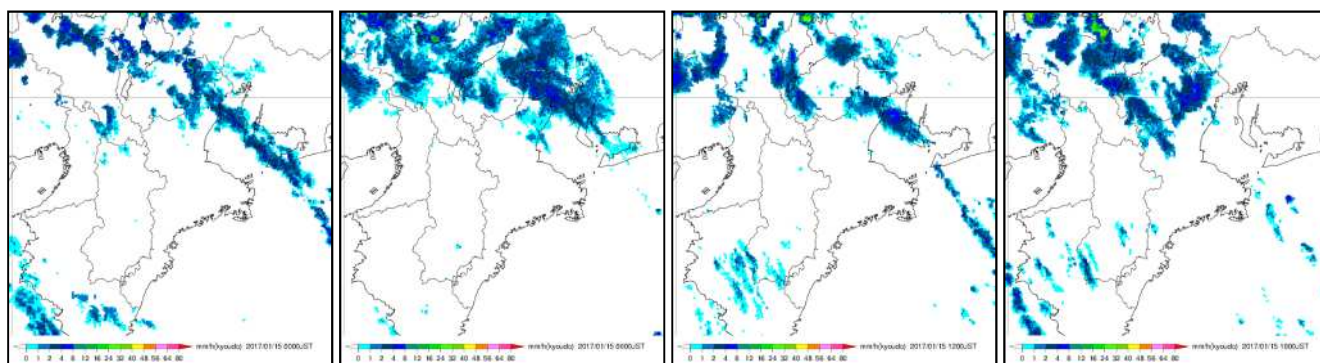 mm/h(kyoudo) 2017/01/15 0000JST
0 1 2 4 8 12 16 24 32 40 48 56 64 80
mm/h(kyoudo) 2017/01/15 0600JST
0 1 2 4 8 12 16 24 32 40 48 56 64 80
mm/h(kyoudo) 2017/01/15 1200JST
0 1 2 4 8 12 16 24 32 40 48 56 64 80
mm/h(kyoudo) 2017/01/15 1800JST
0 1 2 4 8 12 16 24 32 40 48 56 64 80